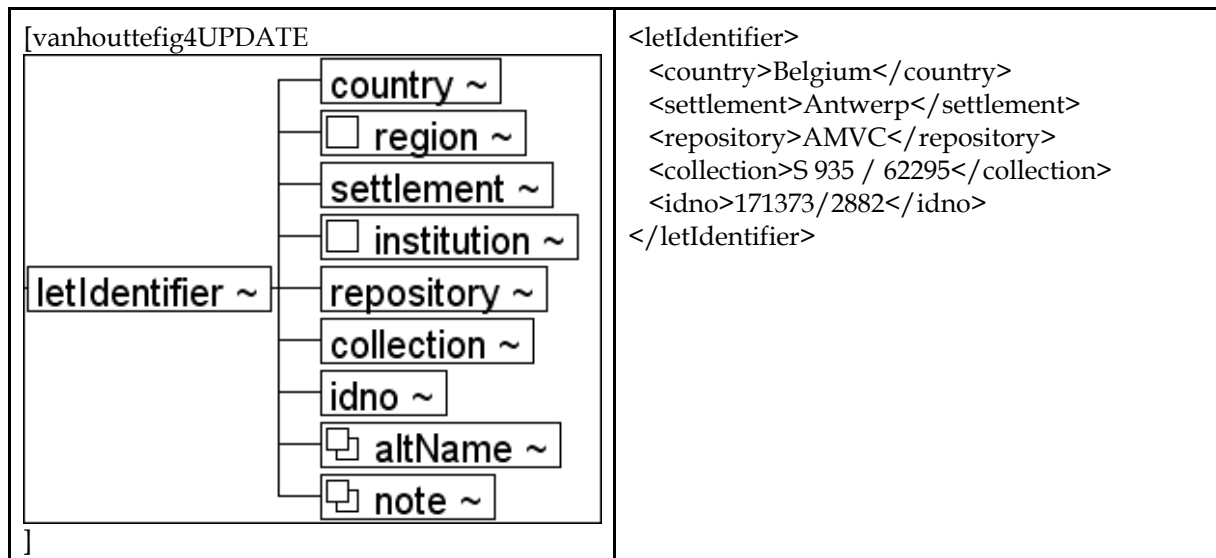 [vanhouttefig4UPDATE
country ~
region ~
settlement ~
institution ~
letIdentifier ~
repository ~
collection ~
idno ~
altName ~
note ~
]
<letIdentifier>
<country>Belgium</country>
<settlement>Antwerp</settlement>
<repository>AMVC</repository>
<collection>S 935 / 62295</collection>
<idno>171373/2882</idno>
</letIdentifier>